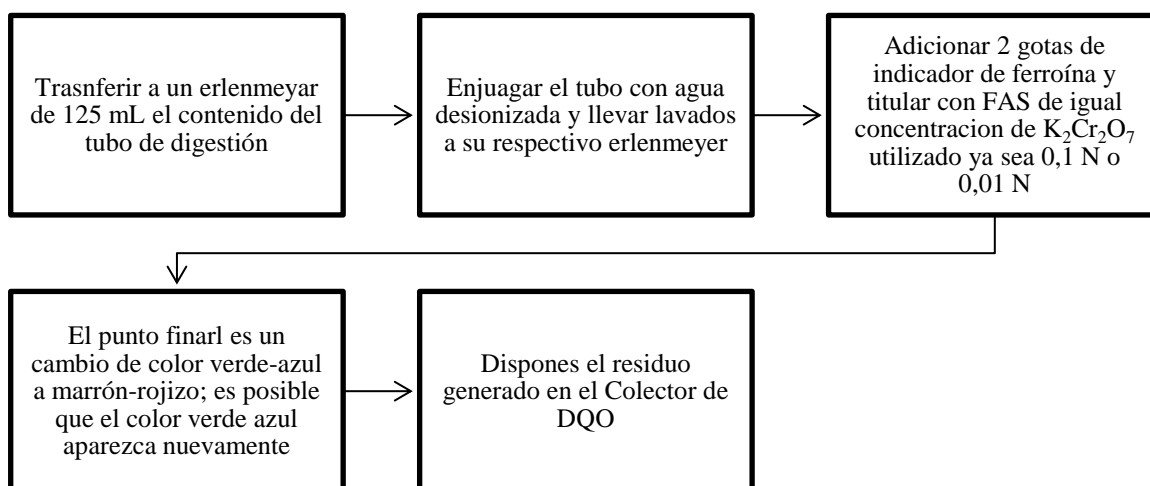 Trasnferir a un erlenmeyar
de 125 mL el contenido del
tubo de digestión
Enjuagar el tubo con agua
desionizada y llevar lavados
a su respectivo erlenmeyer
Adicionar 2 gotas de
indicador de ferroína y
titular con FAS de igual
concentracion de K₂Cr₂O₇
utilizado ya sea 0,1 N o
0,01 N
El punto finarl es un
cambio de color verde-azul
a marrón-rojizo; es posible
que el color verde azul
aparezca nuevamente
Dispones el residuo
generado en el Colector de
DQO